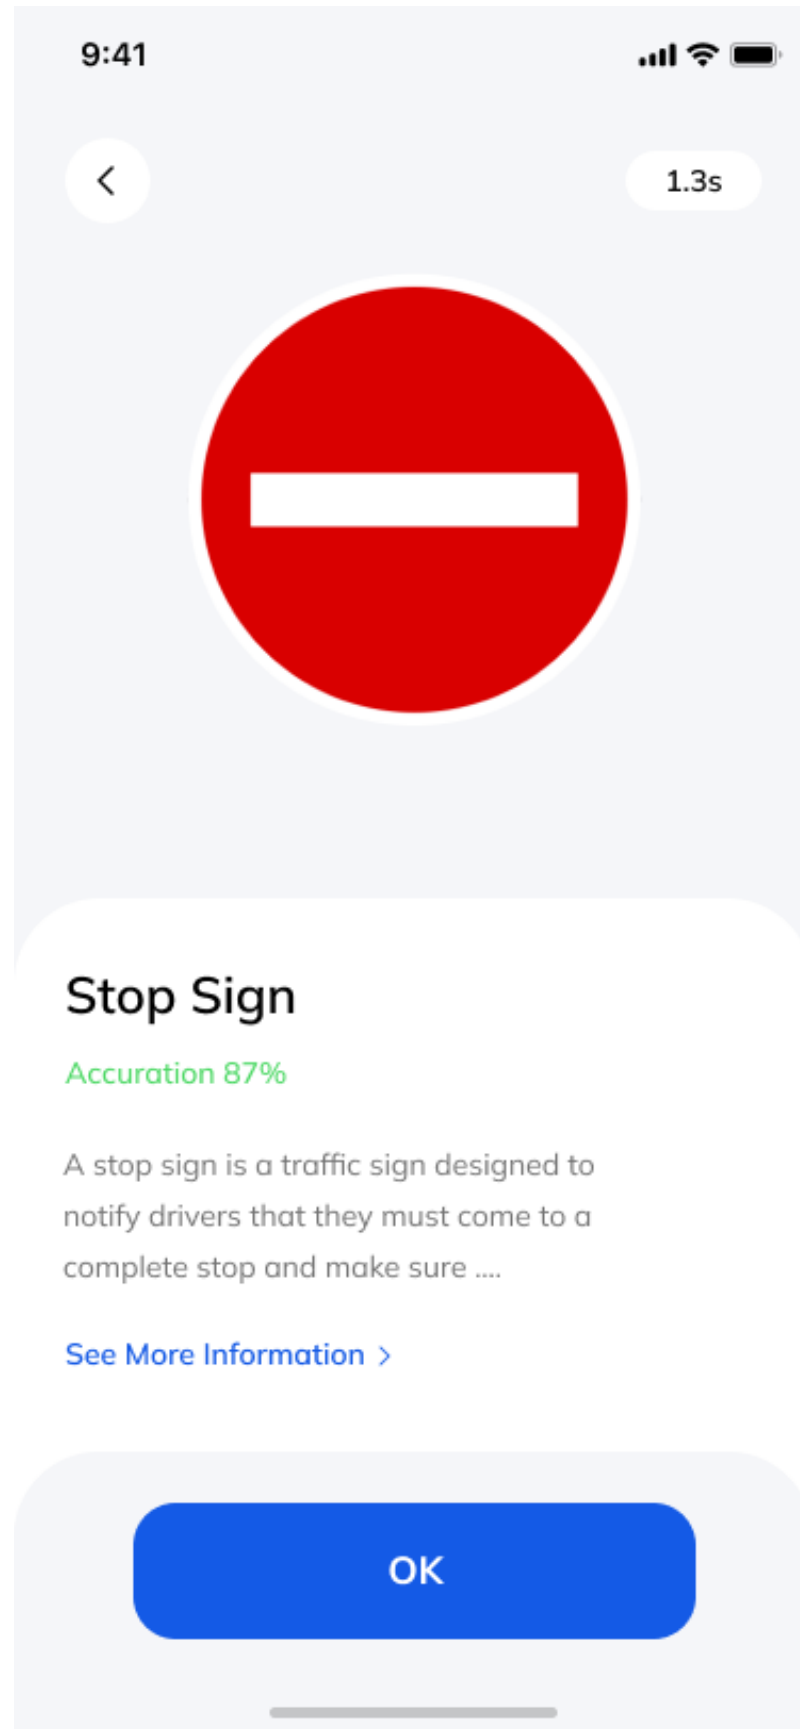 9:41
1.3s
Stop Sign
Accuration 87%
A stop sign is a traffic sign designed to
notify drivers that they must come to a
complete stop and make sure ....
See More Information >
OK